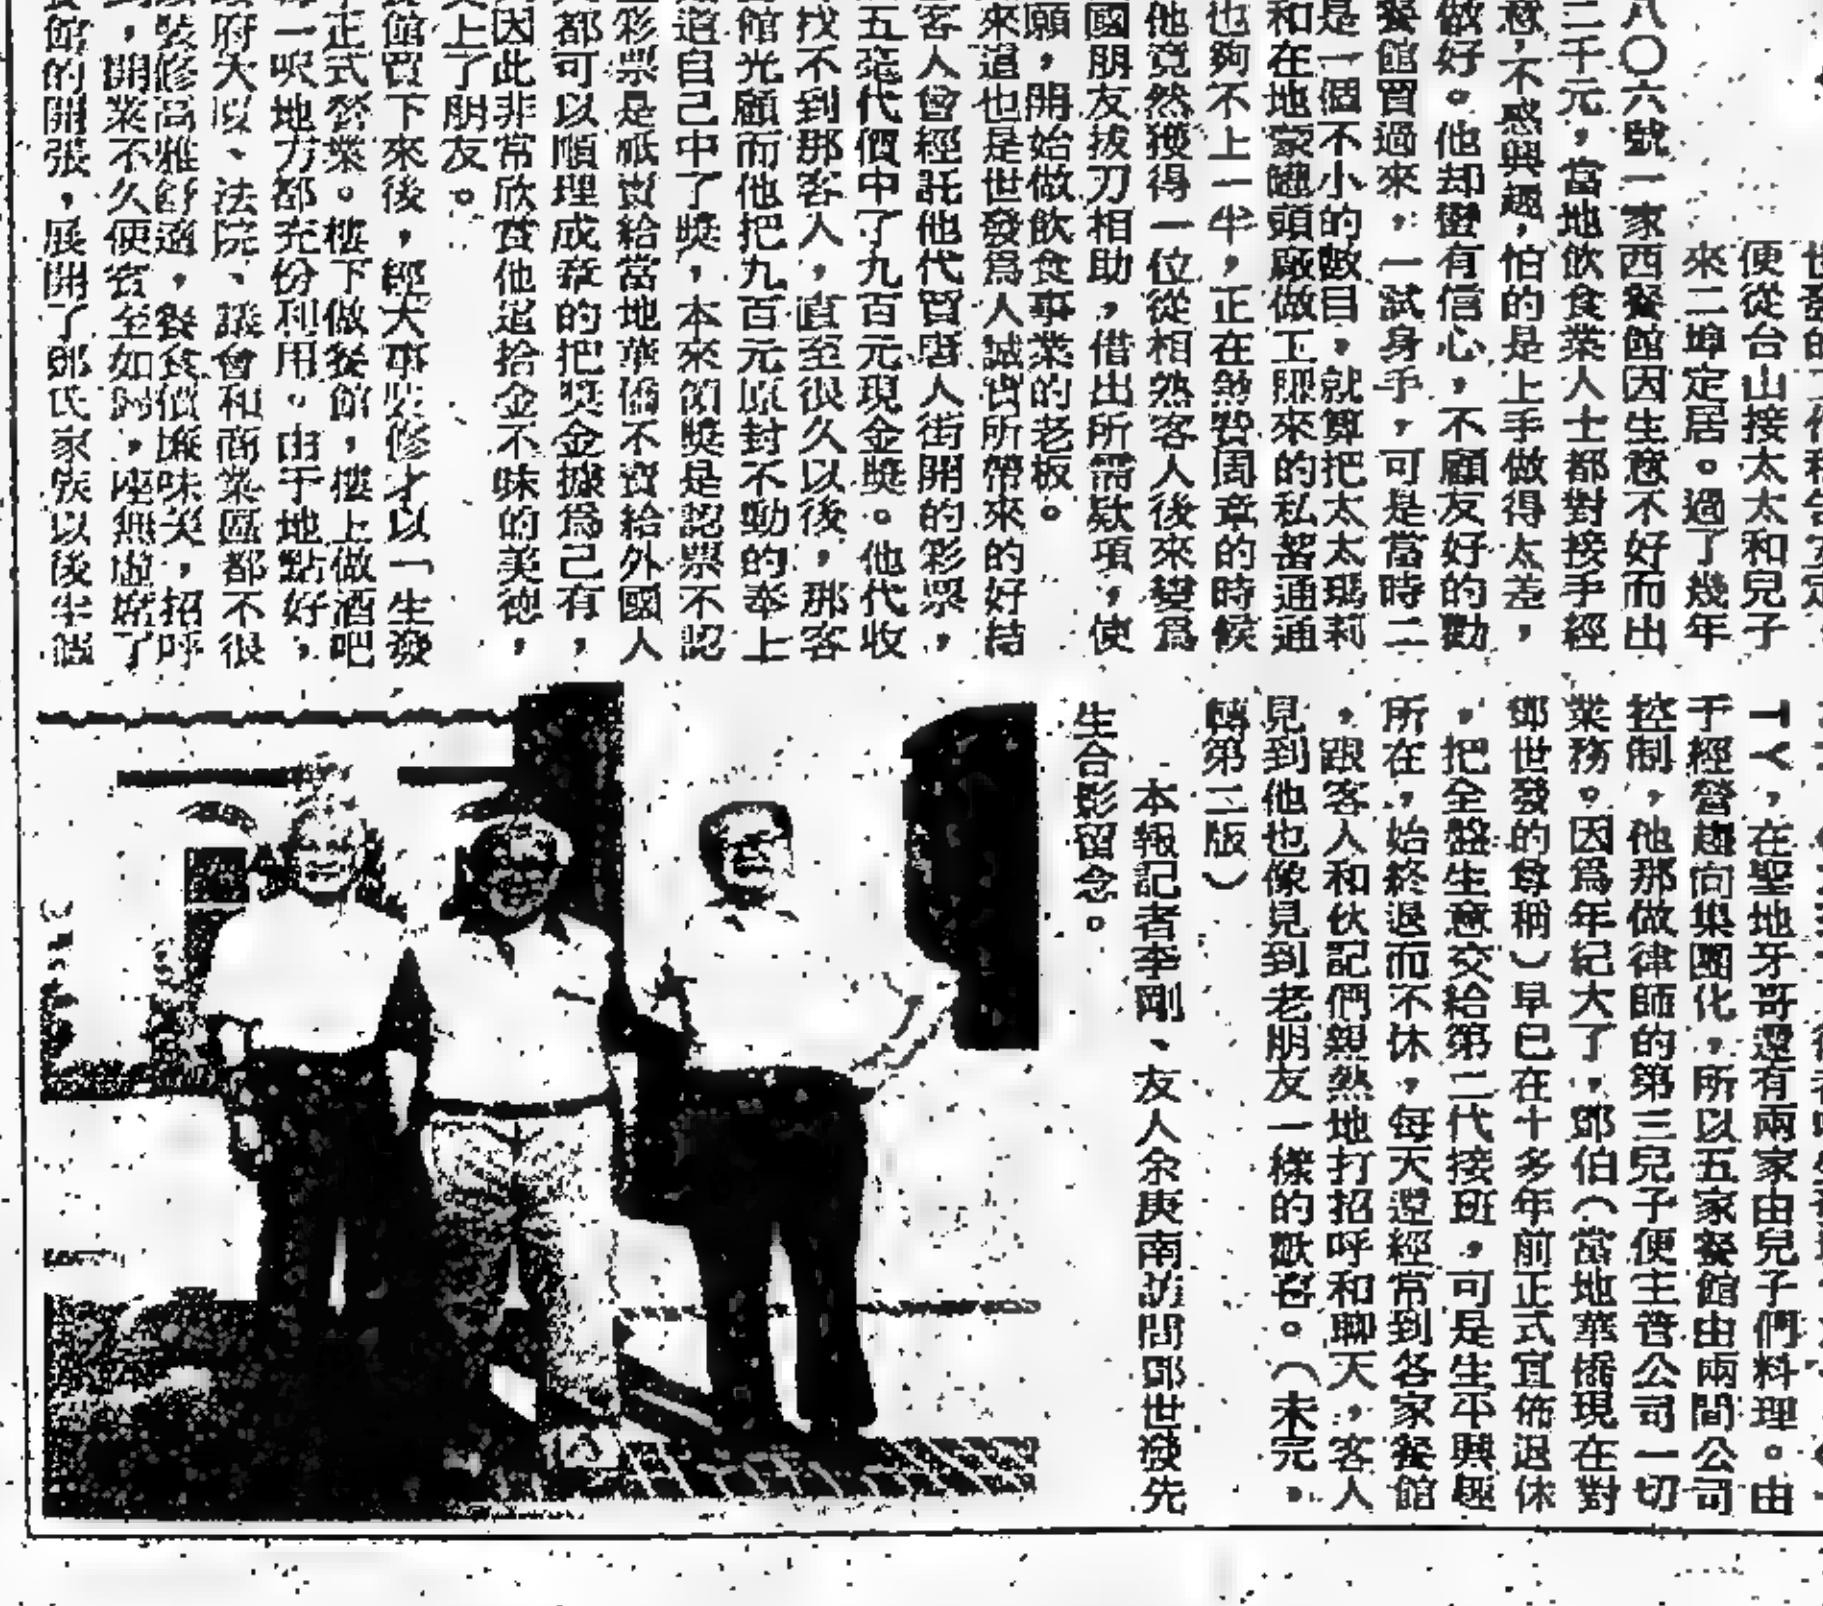 便從台山接太太和兒子
來二埠定居。過了幾年
八〇六號一家西餐館因生意不好而出
二千元，當地飲食業人士都對接手經
意，不感興趣，怕的是上手做得太差，
做好。他却蠻有信心，不顧友好的勸
餐館買過來，一試身手，可是當時二
是一個不小的數目，就算把太太瑪莉
和在地蒙罐頭廠做工賺來的私蓄通通
也夠不上一半，正在煞費周章的時候
他竟然獲得一位從相熟客人後來變爲
國朋友拔刀相助，借出所需欵項，使
願，開始做飲食事業的老板。
來這也是世發爲人誠實所帶來的好結
客人曾經託他代買唐人街開的彩票，
五毫代價中了九百元現金獎。他代收
找不到那客人，直至很久以後，那客
館光顧而他把九百元原封不動的奉上
道自己中了獎，本來箇獎是認票不認
彩票是祇賣給當地華僑不賣給外國人
都可以順理成章的把獎金據爲己有，
因此非常欣賞他這拾金不昧的美德，
上了朋友。
館買下來後，經大事裝修才以「生發
正式營業。樓下做餐館，樓上做酒吧
一呎地方都充份利用。由于地點好，
府大廈、法院、議會和商業區都不很
裝修高雅舒適，餐食價廉味美，招呼
，開業不久便賓至如歸，座無虛席了
館的開張，展開了鄧氏家族以後生餐
ＴＹ，在聖地牙哥還有兩家由兒子們料理。由
于經營趨向集團化，所以五家餐館由兩間公司
控制，他那做律師的第三兒子便主管公司一切
業務。因爲年紀大了，鄧伯（當地華僑現在對
鄧世發的尊稱）早已在十多年前正式宣佈退休
，把全盤生意交給第二代接班，可是生平興趣
所在，始終退而不休，每天還經常到各家餐館
，跟客人和伙記們親熱地打招呼和聊天，客人
見到他也像見到老朋友一樣的歡喜。（未完，
轉第二版）
本報記者李剛、友人余庚南訪問鄧世發先
生合影留念。